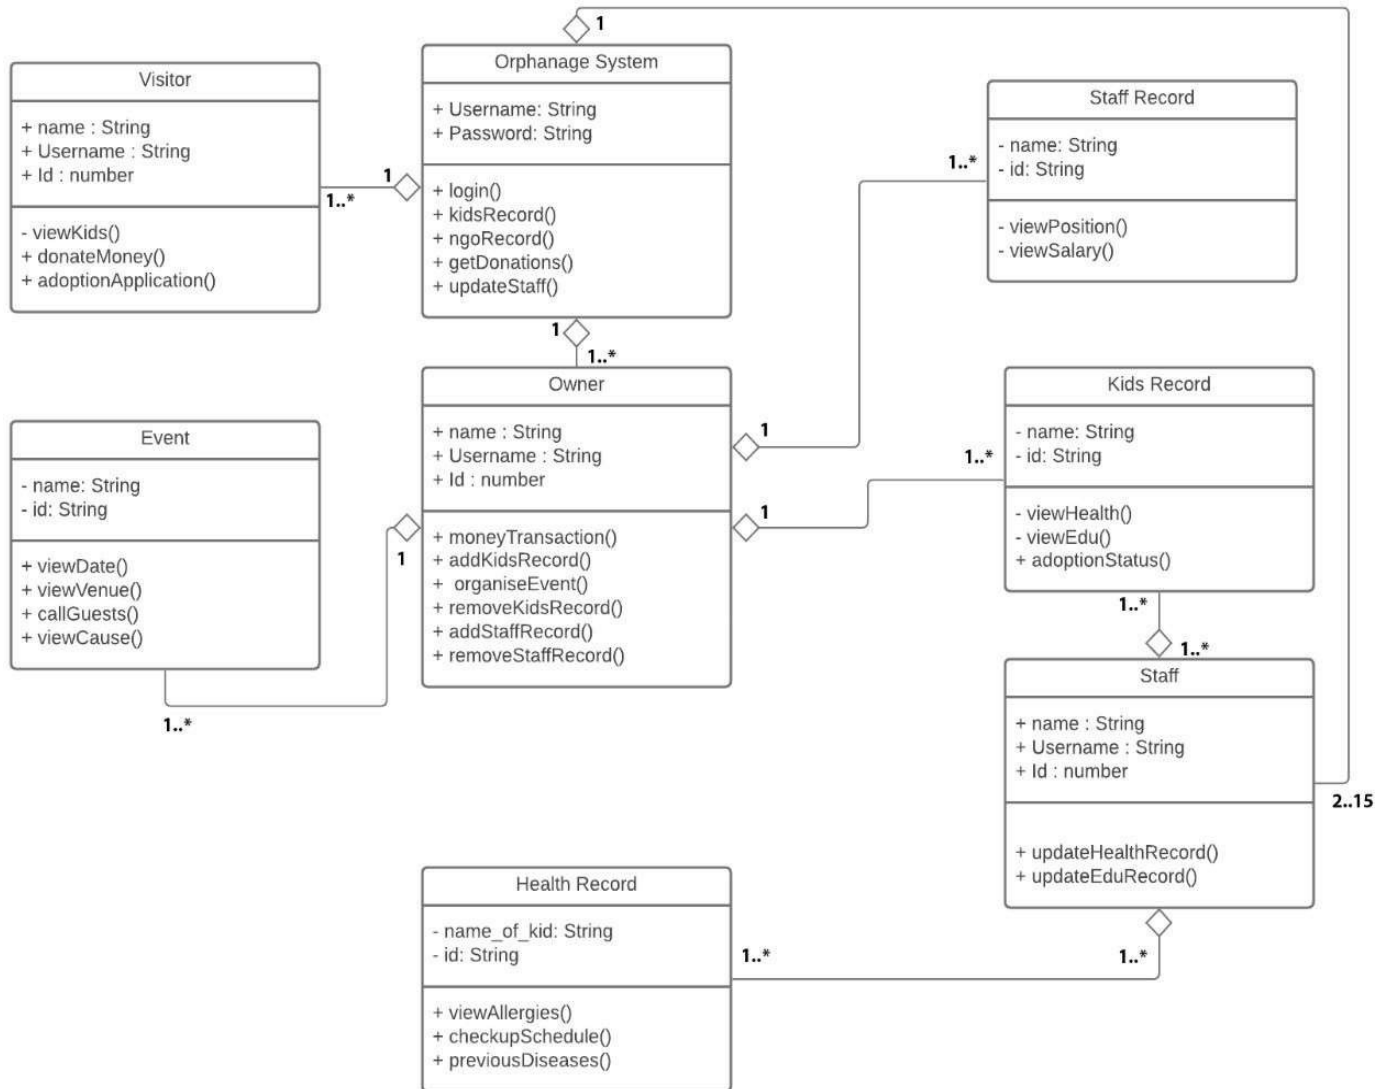 1
Orphanage System
+ Username: String
+ Password: String
+ login()
+ kidsRecord()
+ ngoRecord()
+ getDonations()
+ updateStaff()
Visitor
+ name : String
+ Username : String
+ Id : number
- viewKids()
+ donateMoney()
+ adoptionApplication()
1..*
1
Staff Record
- name: String
- id: String
- viewPosition()
- viewSalary()
1..*
1
1..*
Owner
+ name : String
+ Username : String
+ Id : number
+ moneyTransaction()
+ addKidsRecord()
+ organiseEvent()
+ removeKidsRecord()
+ addStaffRecord()
+ removeStaffRecord()
1
1
1
Event
- name: String
- id: String
+ viewDate()
+ viewVenue()
+ callGuests()
+ viewCause()
1..*
Kids Record
- name: String
- id: String
- viewHealth()
- viewEdu()
+ adoptionStatus()
1..*
1..*
1..*
Staff
+ name : String
+ Username : String
+ Id : number
+ updateHealthRecord()
+ updateEduRecord()
2..15
Health Record
- name_of_kid: String
- id: String
+ viewAllergies()
+ checkupSchedule()
+ previousDiseases()
1..*
1..*